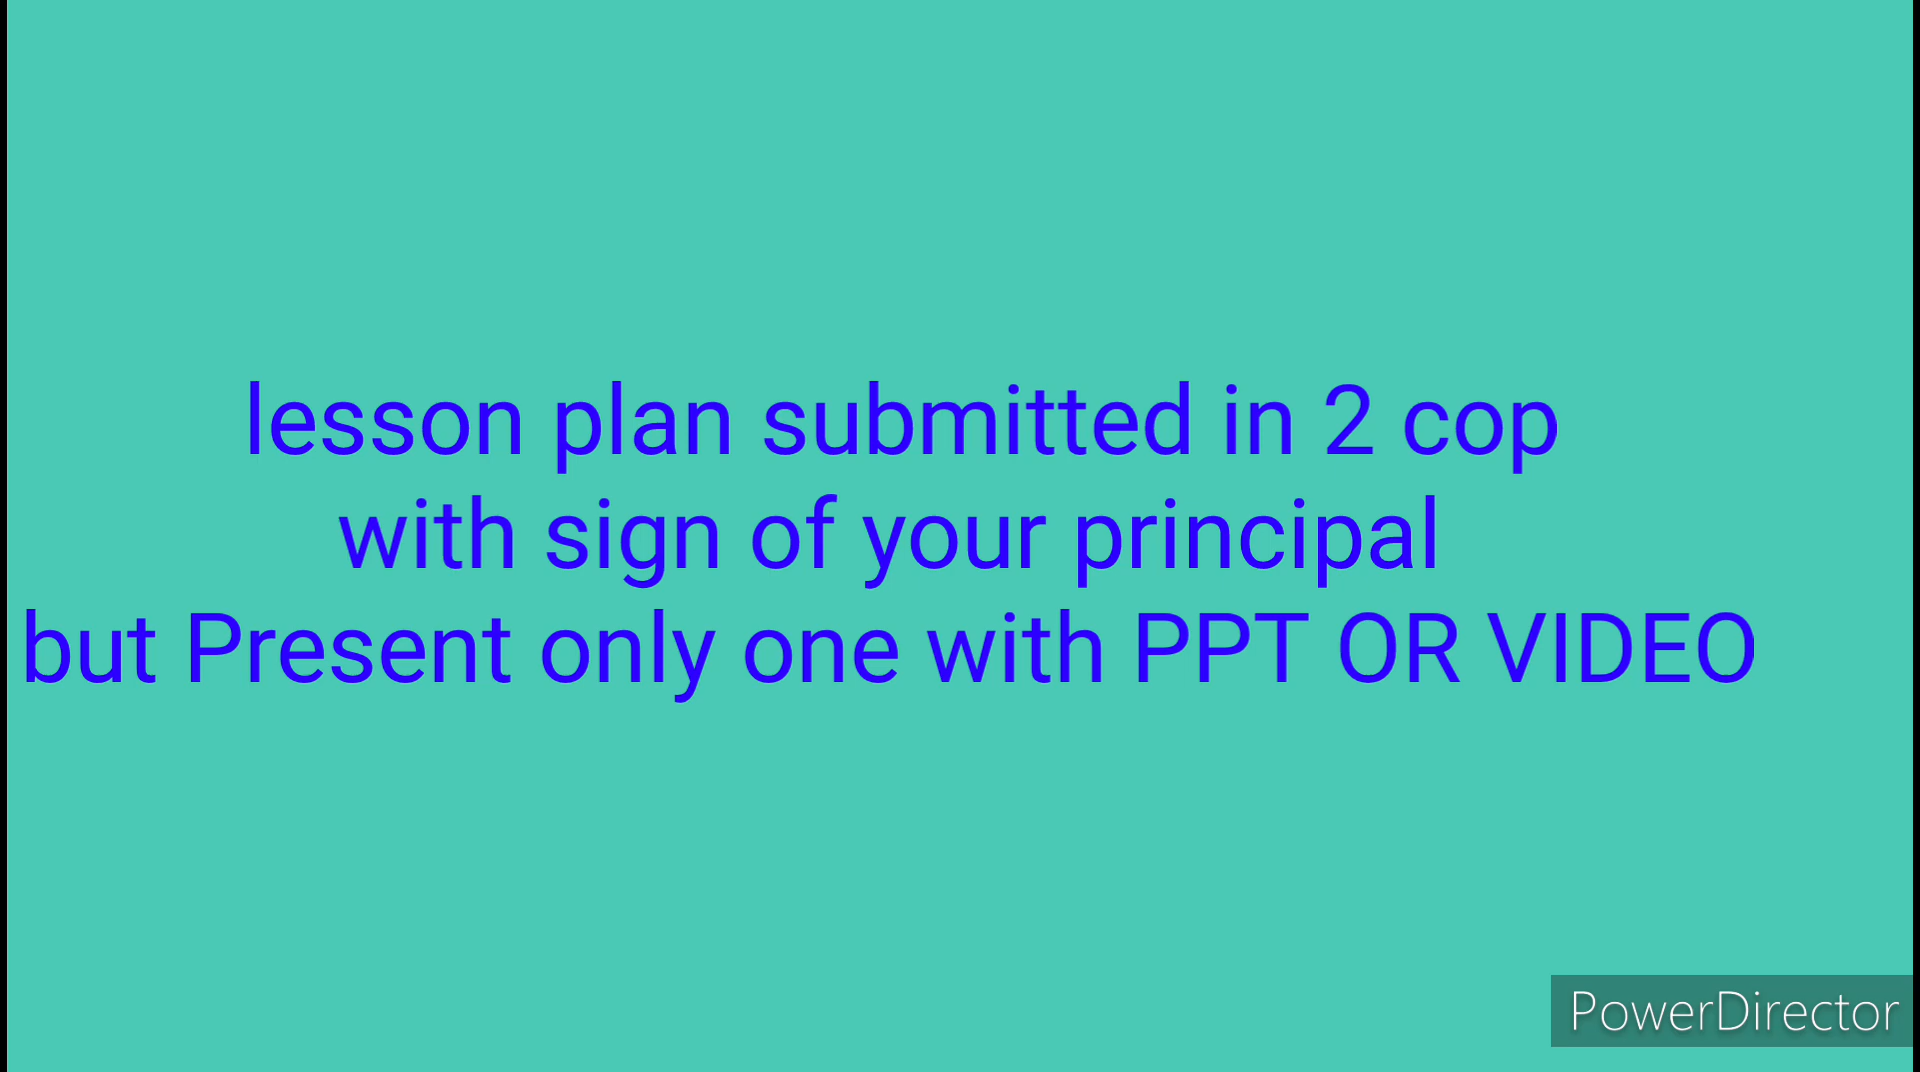 lesson plan submitted in 2 cop
with sign of your principal
but Present only one with PPT OR VIDEO
PowerDirector